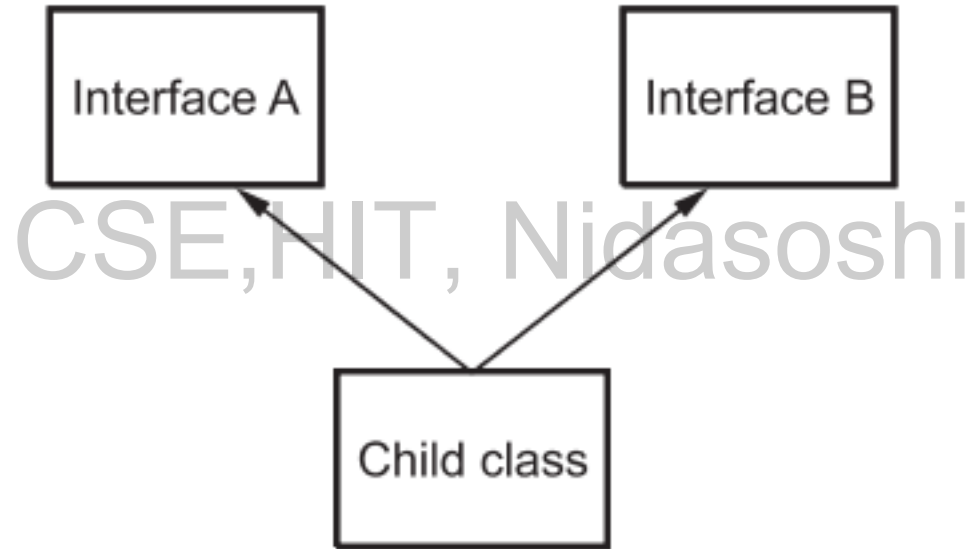 Interface A
Interface B
CSE,HIT, Nidasoshi
Child class